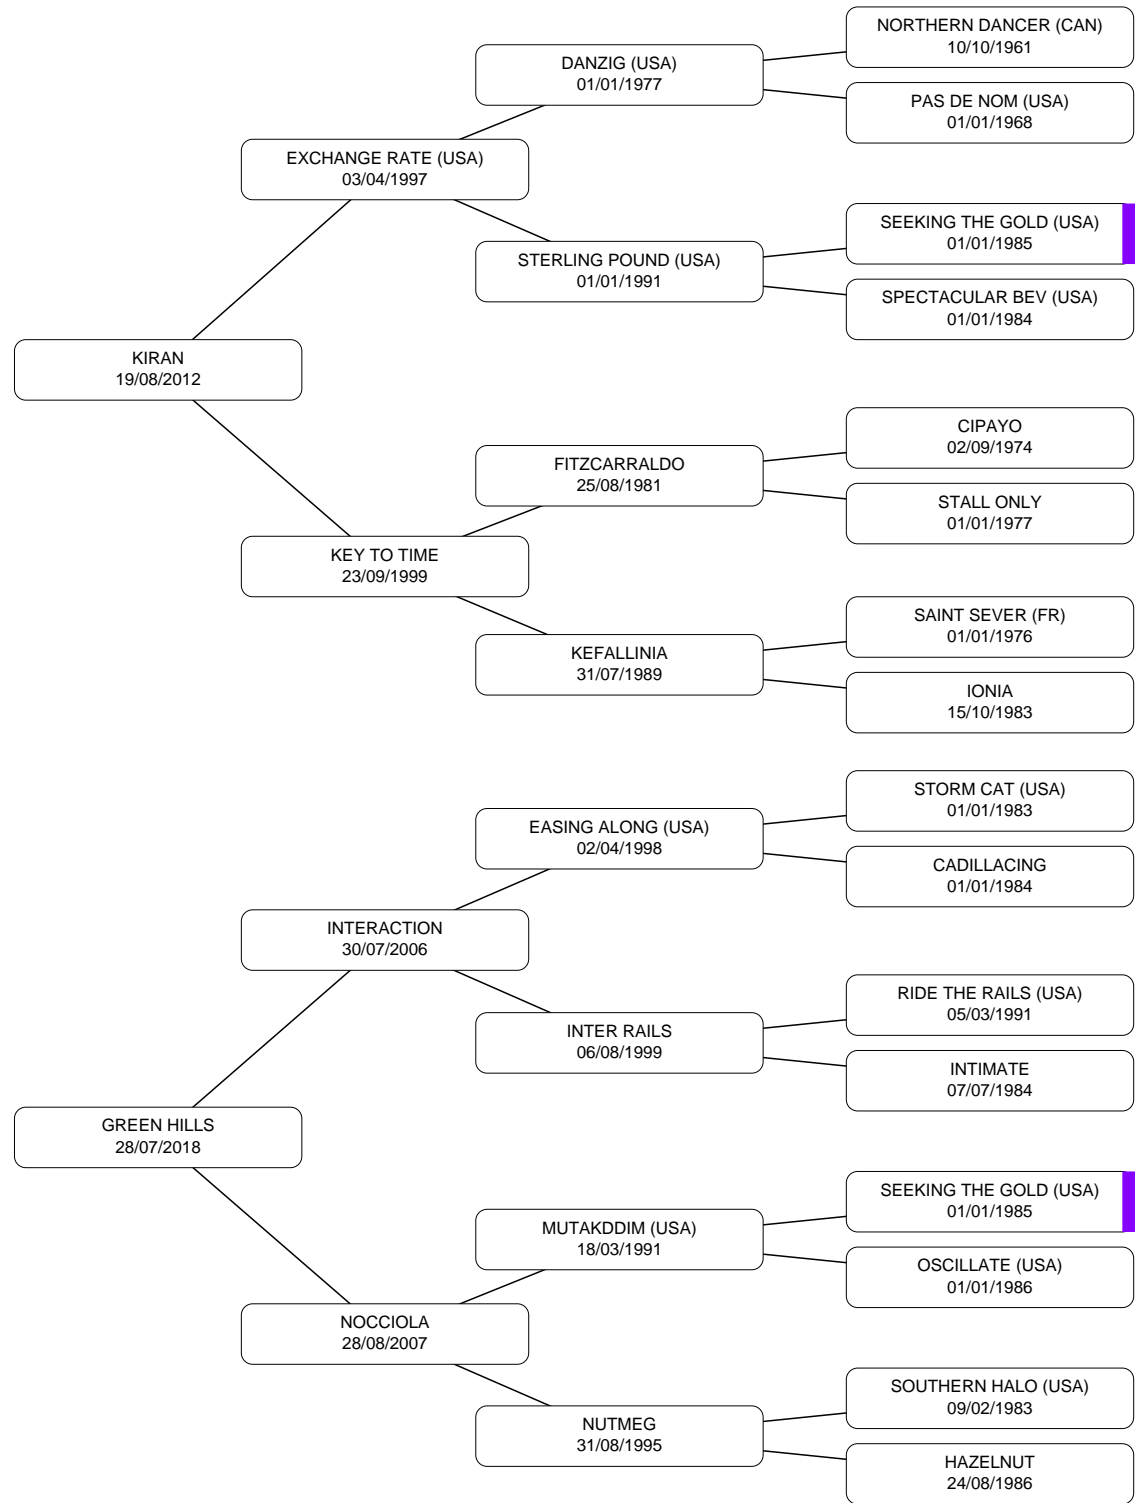 NORTHERN DANCER (CAN)
10/10/1961
DANZIG (USA)
01/01/1977
PAS DE NOM (USA)
01/01/1968
EXCHANGE RATE (USA)
03/04/1997
SEEKING THE GOLD (USA)
01/01/1985
STERLING POUND (USA)
01/01/1991
SPECTACULAR BEV (USA)
01/01/1984
KIRAN
19/08/2012
CIPAYO
02/09/1974
FITZCARRALDO
25/08/1981
STALL ONLY
01/01/1977
KEY TO TIME
23/09/1999
SAINT SEVER (FR)
01/01/1976
KEFALLINIA
31/07/1989
IONIA
15/10/1983
STORM CAT (USA)
01/01/1983
EASING ALONG (USA)
02/04/1998
CADILLACING
01/01/1984
INTERACTION
30/07/2006
RIDE THE RAILS (USA)
05/03/1991
INTER RAILS
06/08/1999
INTIMATE
07/07/1984
GREEN HILLS
28/07/2018
SEEKING THE GOLD (USA)
01/01/1985
MUTAKDDIM (USA)
18/03/1991
OSCILLATE (USA)
01/01/1986
NOCCIOLA
28/08/2007
SOUTHERN HALO (USA)
09/02/1983
NUTMEG
31/08/1995
HAZELNUT
24/08/1986